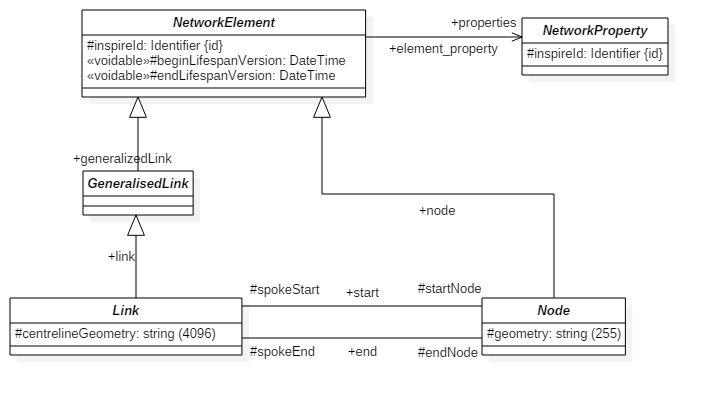 NetworkElement
#inspireId: Identifier {id}
«voidable»#beginLifespanVersion: DateTime
«voidable»#endLifespanVersion: DateTime
+properties
+element_property
NetworkProperty
#inspireId: Identifier {id}
+generalizedLink
GeneralisedLink
+node
+link
#spokeStart
+start
#startNode
Link
#centrelineGeometry: string (4096)
Node
#geometry: string (255)
#spokeEnd
+end
#endNode